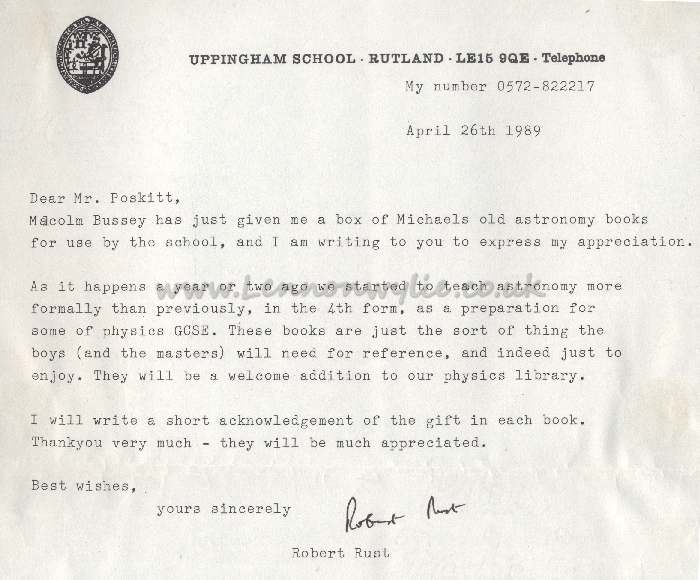 UPPINGHAM SCHOOL · RUTLAND · LE15 9QE · Telephone
My number 0572-822217
April 26th 1989
Dear Mr. Poskitt,
Malcolm Bussey has just given me a box of Michaels old astronomy books
for use by the school, and I am writing to you to express my appreciation.
As it happens a year or two ago we started to teach astronomy more
formally than previously, in the 4th form, as a preparation for
some of physics GCSE. These books are just the sort of thing the
boys (and the masters) will need for reference, and indeed just to
enjoy. They will be a welcome addition to our physics library.
I will write a short acknowledgement of the gift in each book.
Thankyou very much - they will be much appreciated.
Best wishes,
yours sincerely
Robert Rust
Robert Rust
www.Lennonwylie.co.uk